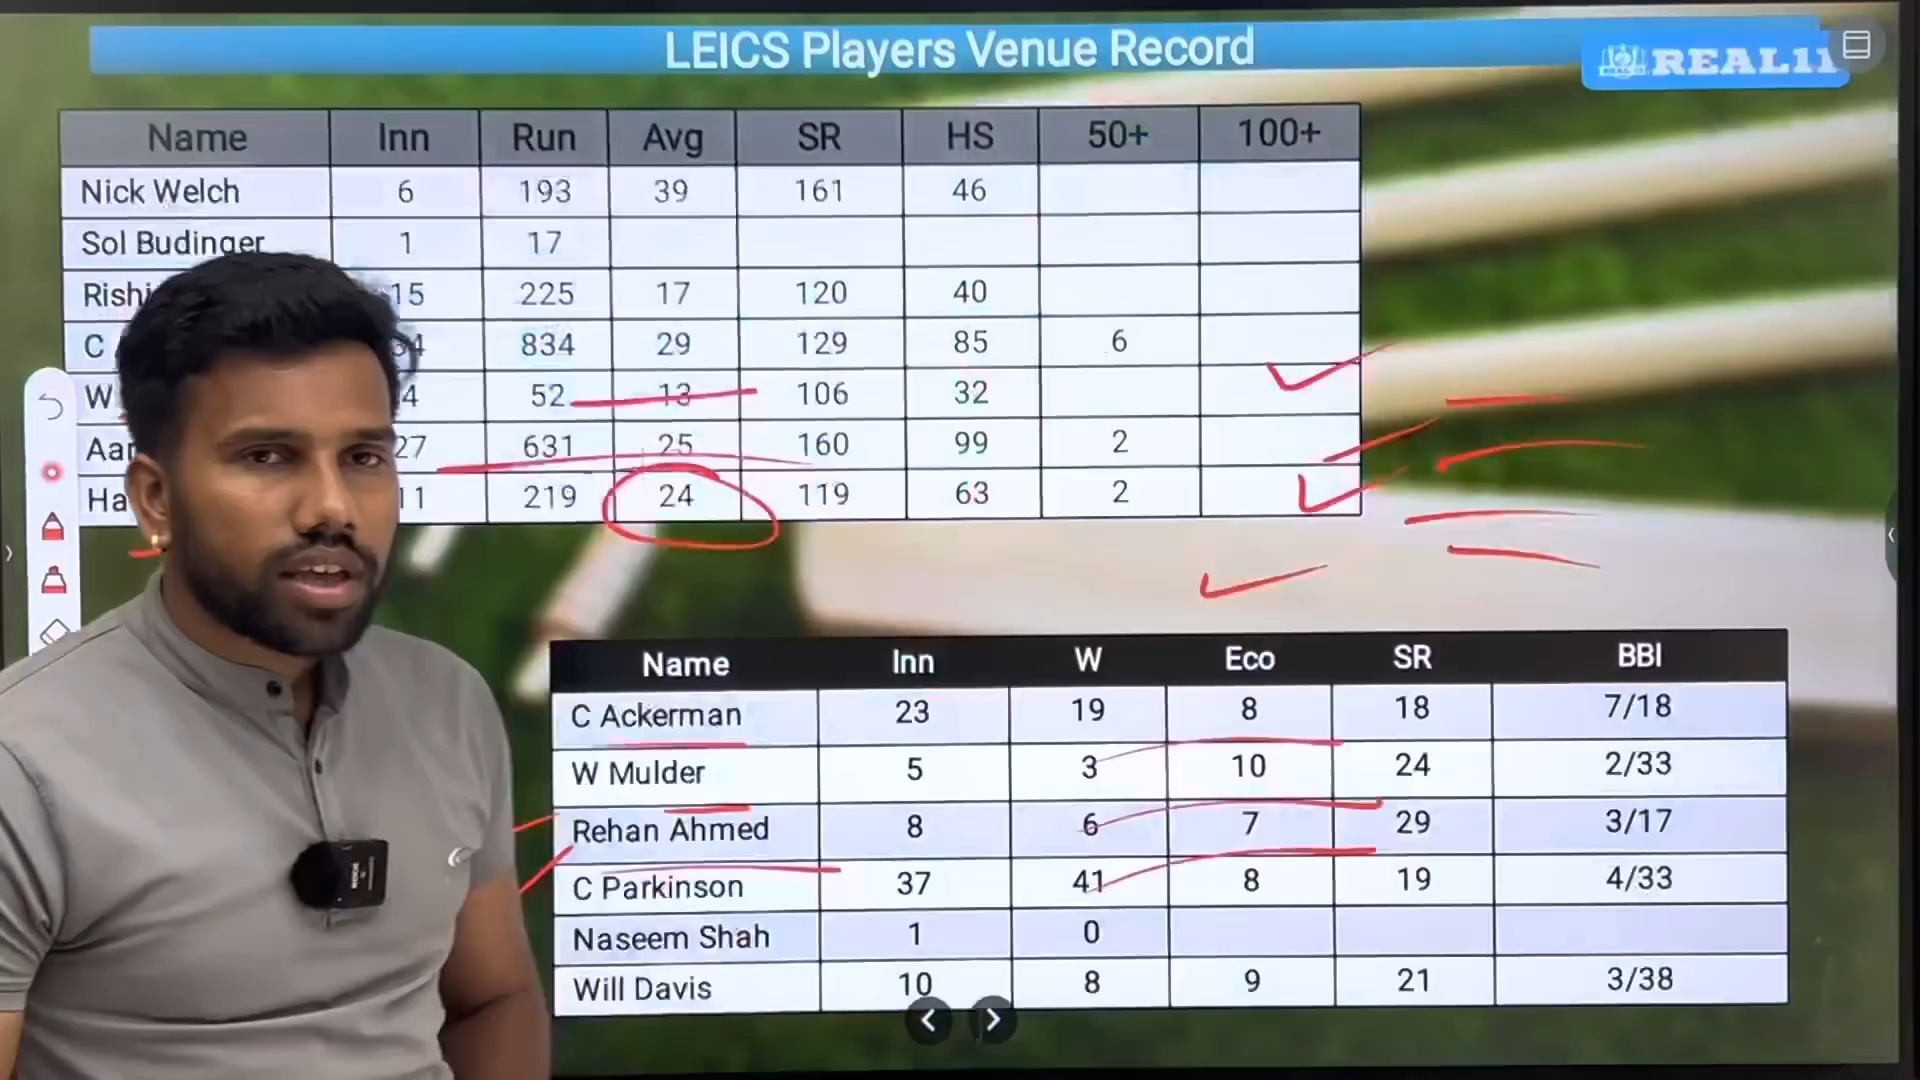 LEICS Players Venue Record
REAL11
Name Inn Run Avg SR HS 50+ 100+
Nick Welch 6 193 39 161 46
Sol Budinger 1 17
Rishi 15 225 17 120 40
C 834 29 129 85 6
W 4 52 13 106 32
Aar 27 631 25 160 99 2
Ha 11 219 24 119 63 2
Name Inn W Eco SR BBI
C Ackerman 23 19 8 18 7/18
W Mulder 5 3 10 24 2/33
Rehan Ahmed 8 6 7 29 3/17
C Parkinson 37 41 8 19 4/33
Naseem Shah 1 0
Will Davis 10 8 9 21 3/38